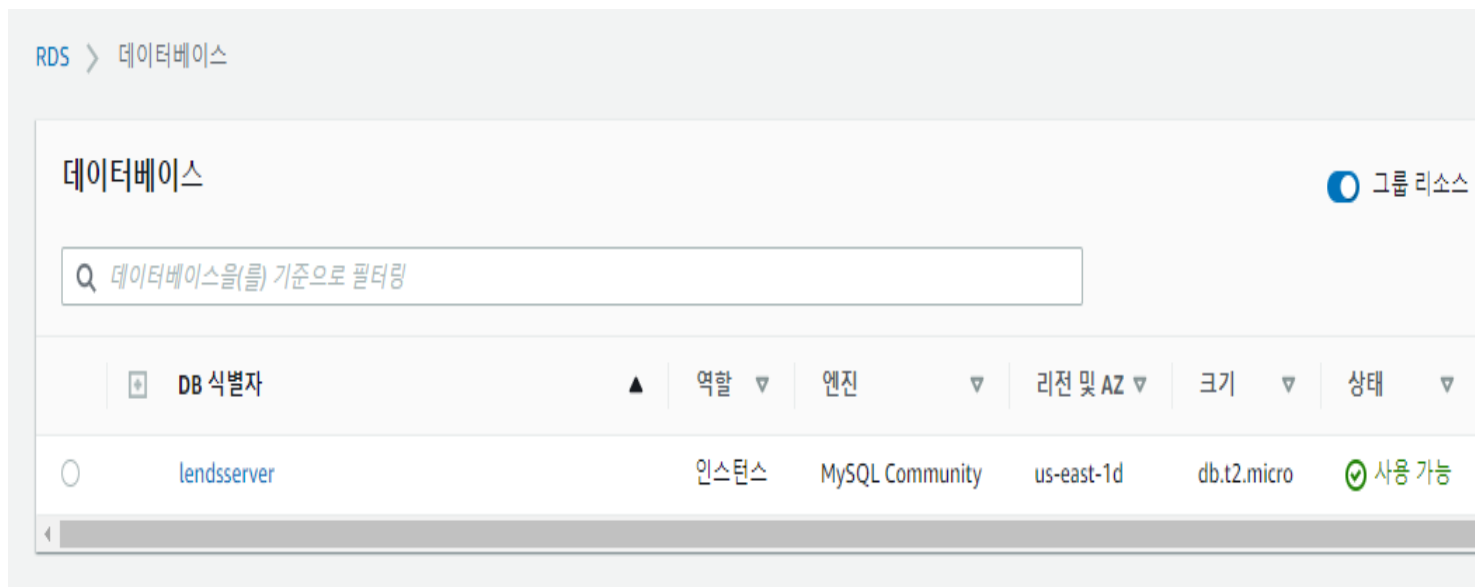 RDS > 데이터베이스
데이터베이스
그룹 리소스
데이터베이스을(를) 기준으로 필터링
DB 식별자 역할 엔진 리전 및 AZ 크기 상태
lendsserver 인스턴스 MySQL Community us-east-1d db.t2.micro 사용 가능